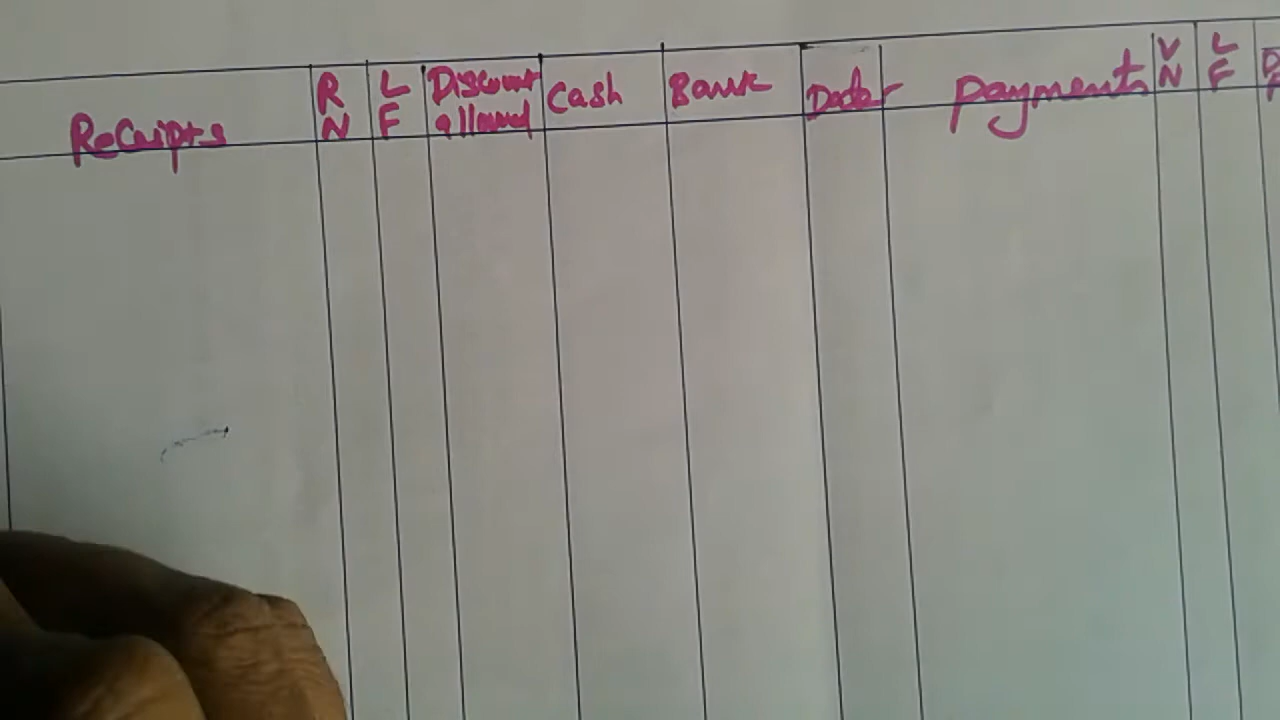 Receipts
R
N
L
F
Discount
allowed
Cash
Bank
Date
Payments
V
N
L
F